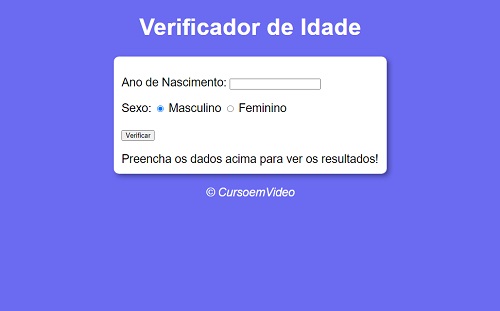 Verificador de Idade
Ano de Nascimento:
Sexo: Masculino Feminino
Verificar
Preencha os dados acima para ver os resultados!
© CursoemVideo